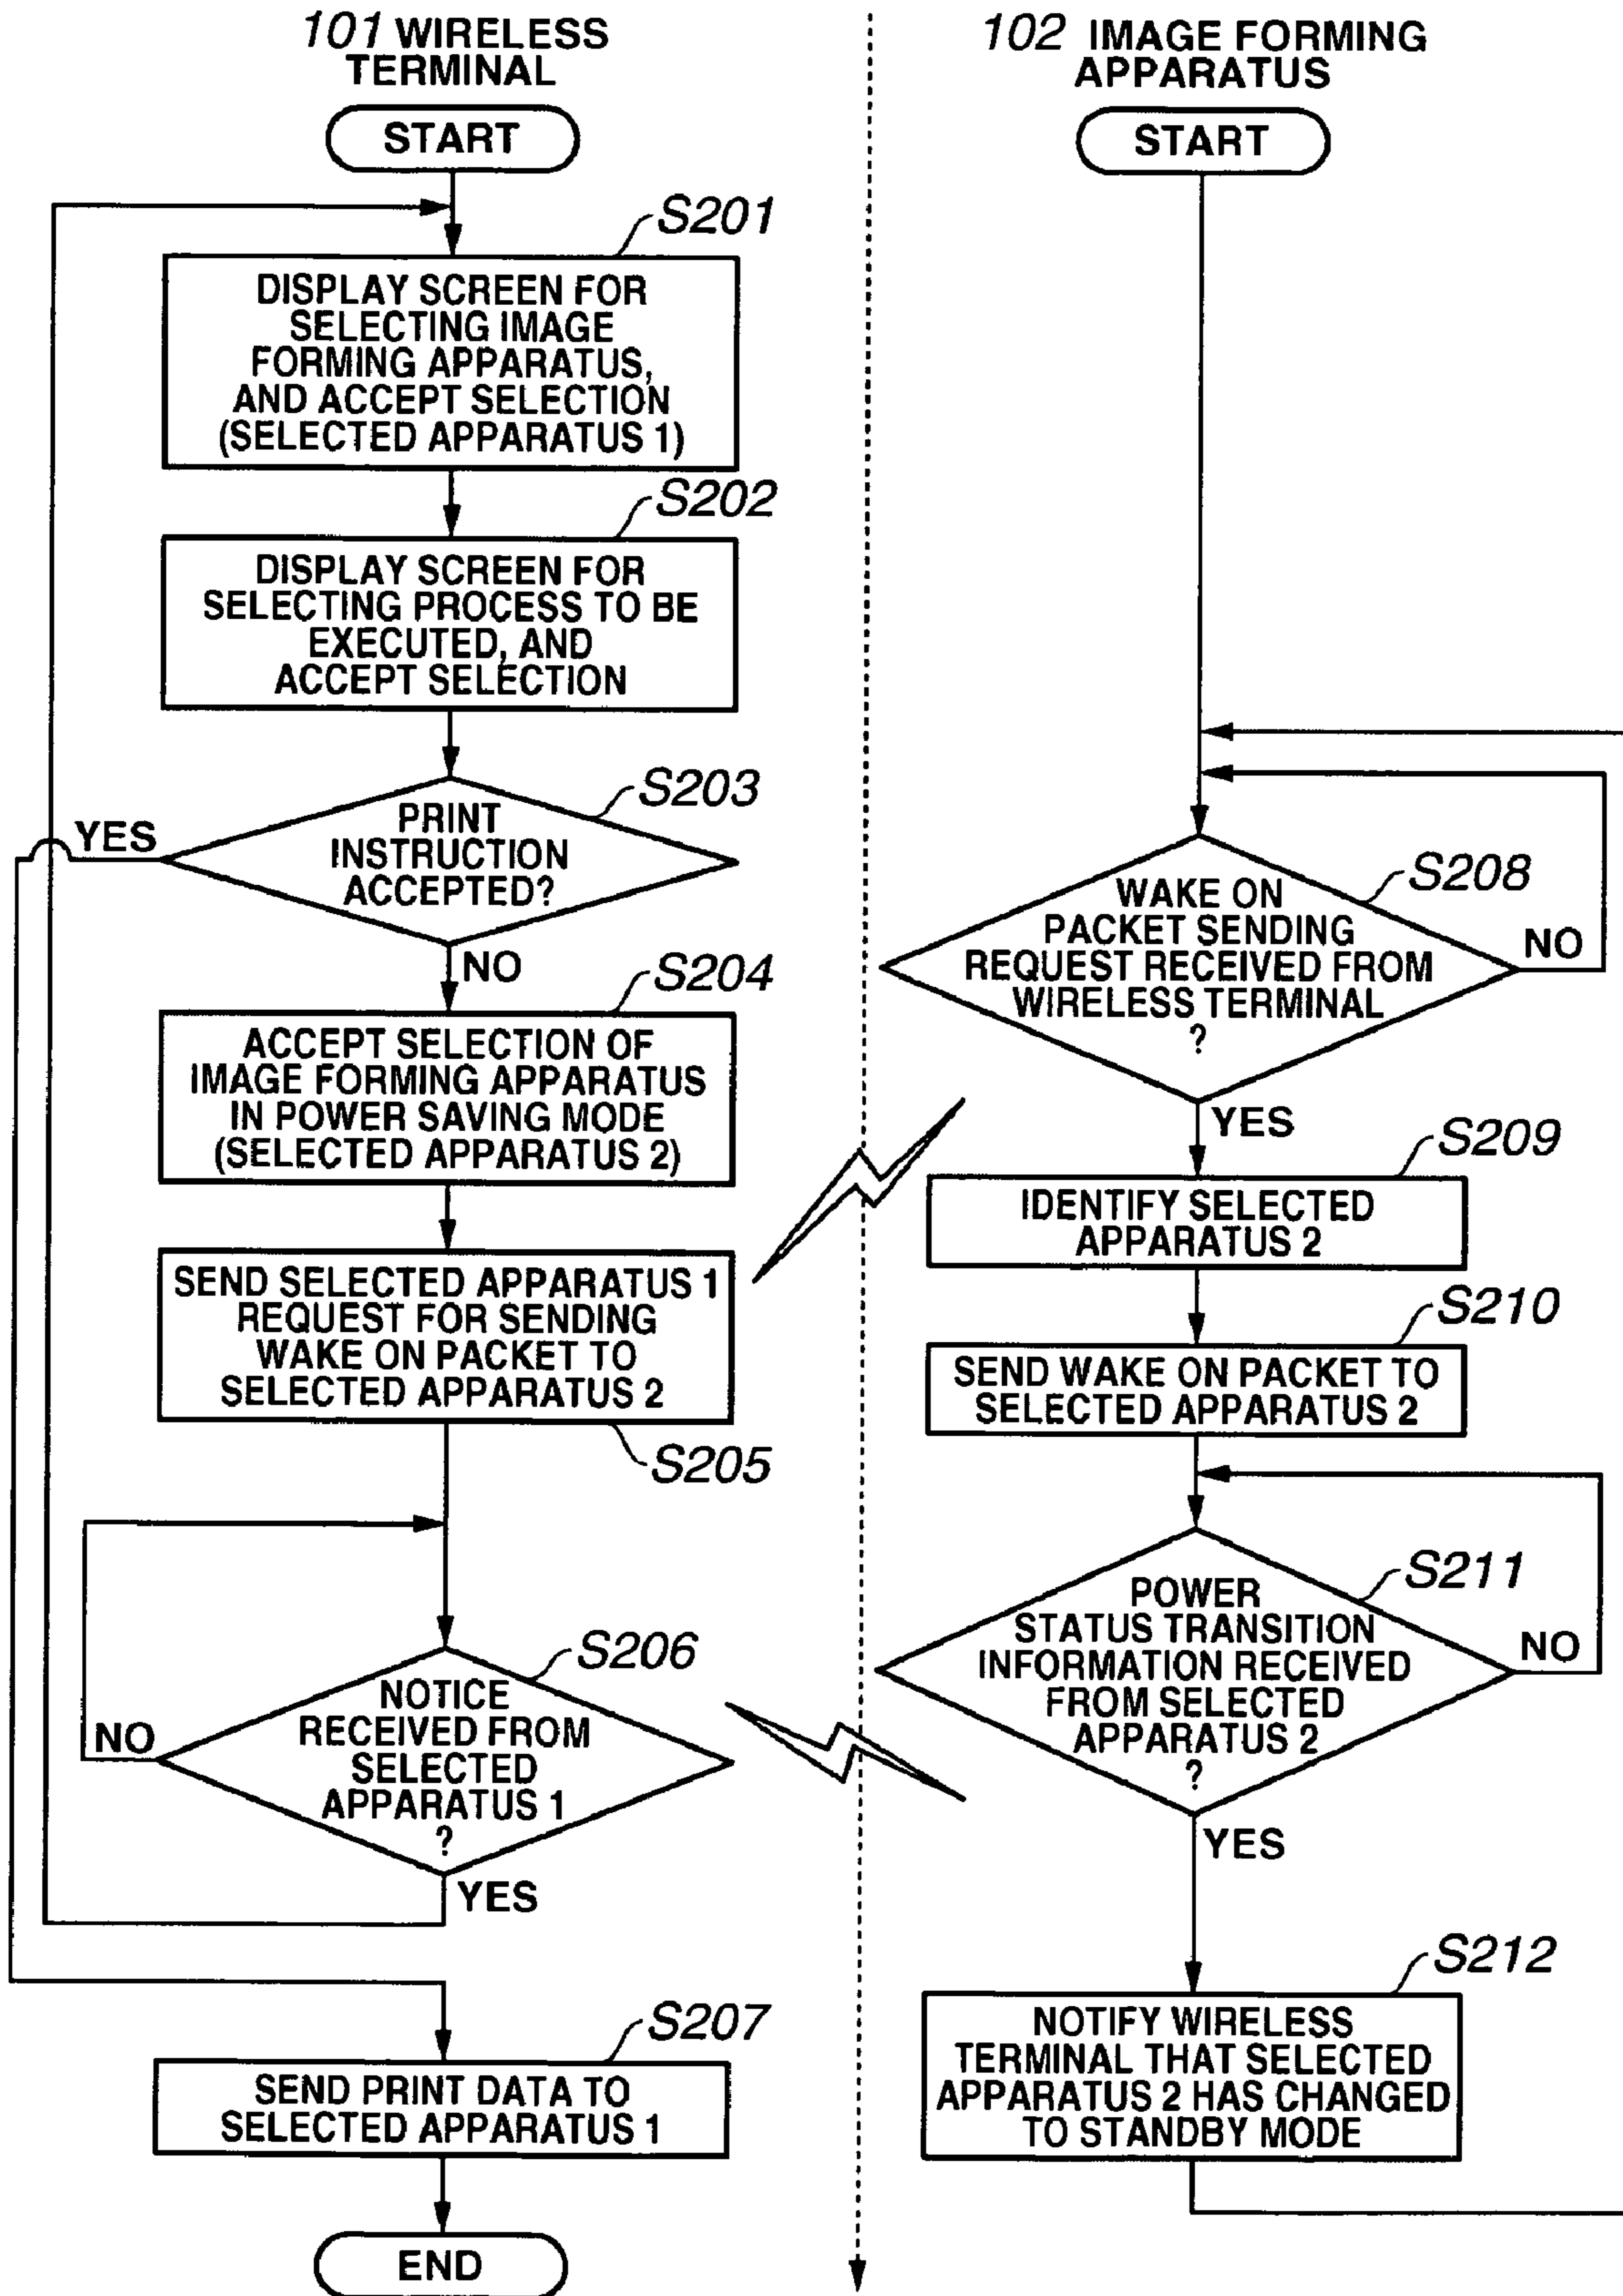 101 WIRELESS
TERMINAL
START
S201
DISPLAY SCREEN FOR
SELECTING IMAGE
FORMING APPARATUS,
AND ACCEPT SELECTION
(SELECTED APPARATUS 1)
S202
DISPLAY SCREEN FOR
SELECTING PROCESS TO BE
EXECUTED, AND
ACCEPT SELECTION
S203
PRINT
INSTRUCTION
ACCEPTED?
YES
NO
S204
ACCEPT SELECTION OF
IMAGE FORMING APPARATUS
IN POWER SAVING MODE
(SELECTED APPARATUS 2)
SEND SELECTED APPARATUS 1
REQUEST FOR SENDING
WAKE ON PACKET TO
SELECTED APPARATUS 2
S205
S206
NOTICE
RECEIVED FROM
SELECTED
APPARATUS 1
?
NO
YES
S207
SEND PRINT DATA TO
SELECTED APPARATUS 1
END
102 IMAGE FORMING
APPARATUS
START
S208
WAKE ON
PACKET SENDING
REQUEST RECEIVED FROM
WIRELESS TERMINAL
?
NO
YES
S209
IDENTIFY SELECTED
APPARATUS 2
S210
SEND WAKE ON PACKET TO
SELECTED APPARATUS 2
S211
POWER
STATUS TRANSITION
INFORMATION RECEIVED
FROM SELECTED
APPARATUS 2
?
NO
YES
S212
NOTIFY WIRELESS
TERMINAL THAT SELECTED
APPARATUS 2 HAS CHANGED
TO STANDBY MODE